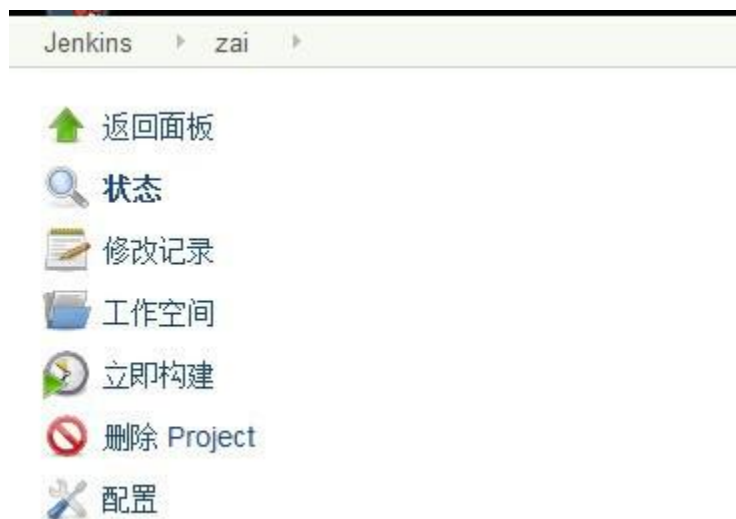 Jenkins zai
返回面板
状态
修改记录
工作空间
立即构建
删除 Project
配置